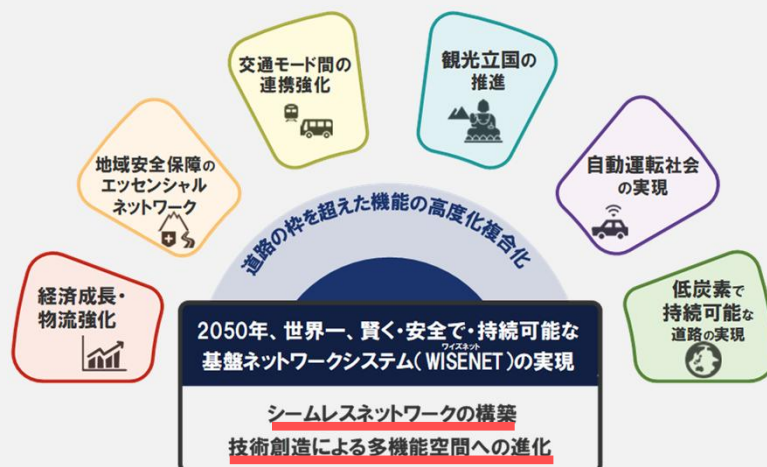 交通モード間の
連携強化
観光立国の
推進
地域安全保障の
エッセンシャル
ネットワーク
自動運転社会
の実現
経済成長・
物流強化
低炭素で
持続可能な
道路の実現
道路の枠を超えた機能の高度化複合化
2050年、世界一、賢く・安全で・持続可能な
ワイズネット
基盤ネットワークシステム(WISENET)の実現
シームレスネットワークの構築
技術創造による多機能空間への進化